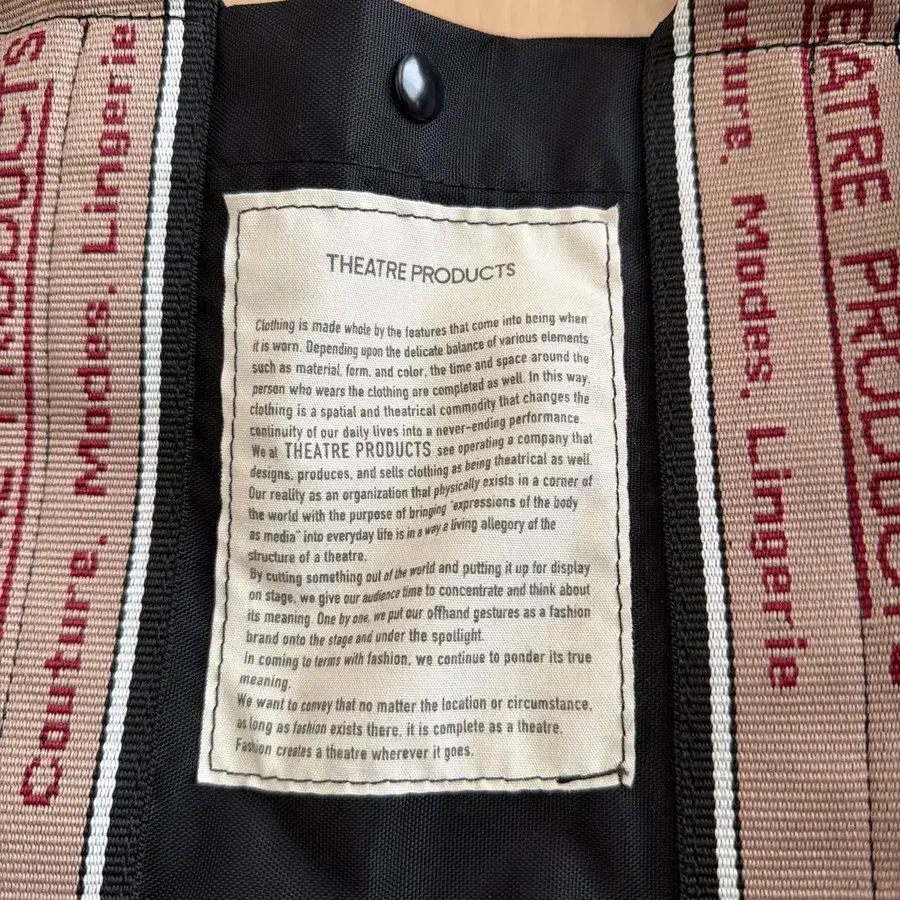 THEATRE PRODUCTS
Clothing is made whole by the features that come into being when
it is worn. Depending upon the delicate balance of various elements
such as material, form, and color, the time and space around the
person who wears the clothing are completed as well. In this way,
clothing is a spatial and theatrical commodity that changes the
continuity of our daily lives into a never-ending performance
We al THEATRE PRODUCTS see operating a company that
designs, produces, and sells clothing as being theatrical as well.
Our reality as an organization that physically exists in a corner of
the world with the purpose of bringing "expressions of the body
as media" into everyday life is in a way a living allegory of the
structure of a theatre.
By cutting something out of the world and putting it up for display
on stage, we give our audience time to concentrate and think about
its meaning. One by one, we put our offhand gestures as a fashion
brand onto the stage and under the spotlight.
In coming to terms with fashion, we continue to ponder its true
meaning.
We want to convey that no matter the location or circumstance,
as long as fashion exists there, it is complete as a theatre.
Fashion creates a theatre wherever it goes.
Couture. Modes. Lingerie
PRODUCTS
uture. Modes. Lingerie
EATRE PRODUCTS